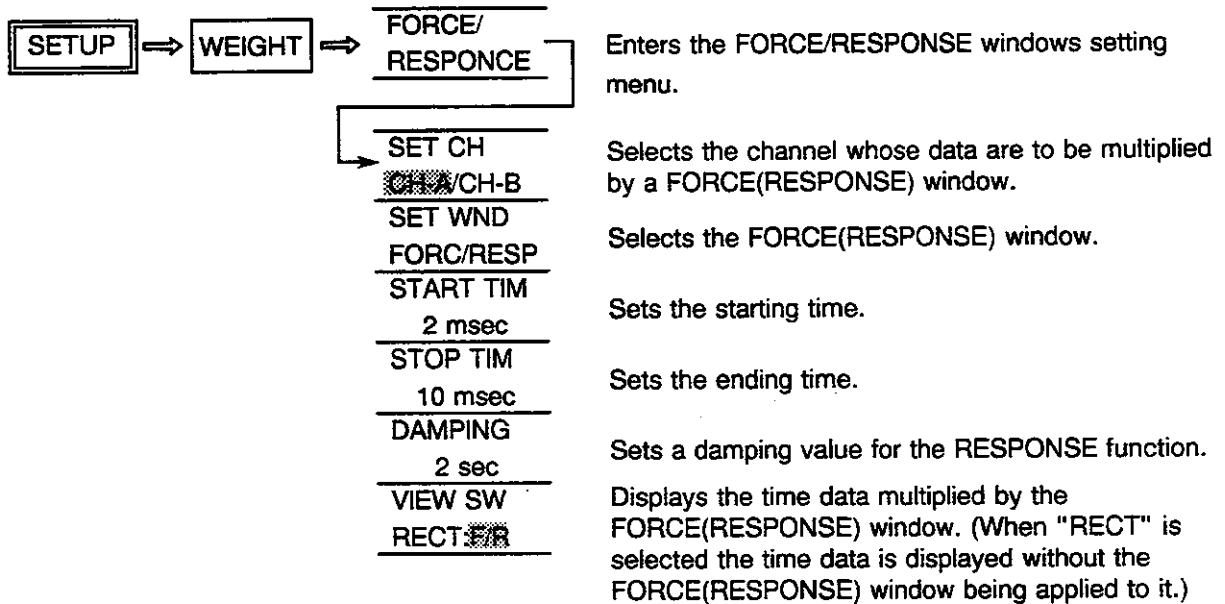 SETUP ⇒ WEIGHT ⇒ FORCE/
RESPONCE
Enters the FORCE/RESPONSE windows setting
menu.
SET CH
CH-A/CH-B
Selects the channel whose data are to be multiplied
by a FORCE(RESPONSE) window.
SET WND
FORC/RESP
Selects the FORCE(RESPONSE) window.
START TIM
2 msec
Sets the starting time.
STOP TIM
10 msec
Sets the ending time.
DAMPING
2 sec
Sets a damping value for the RESPONSE function.
VIEW SW
RECT:F/R
Displays the time data multiplied by the
FORCE(RESPONSE) window. (When "RECT" is
selected the time data is displayed without the
FORCE(RESPONSE) window being applied to it.)